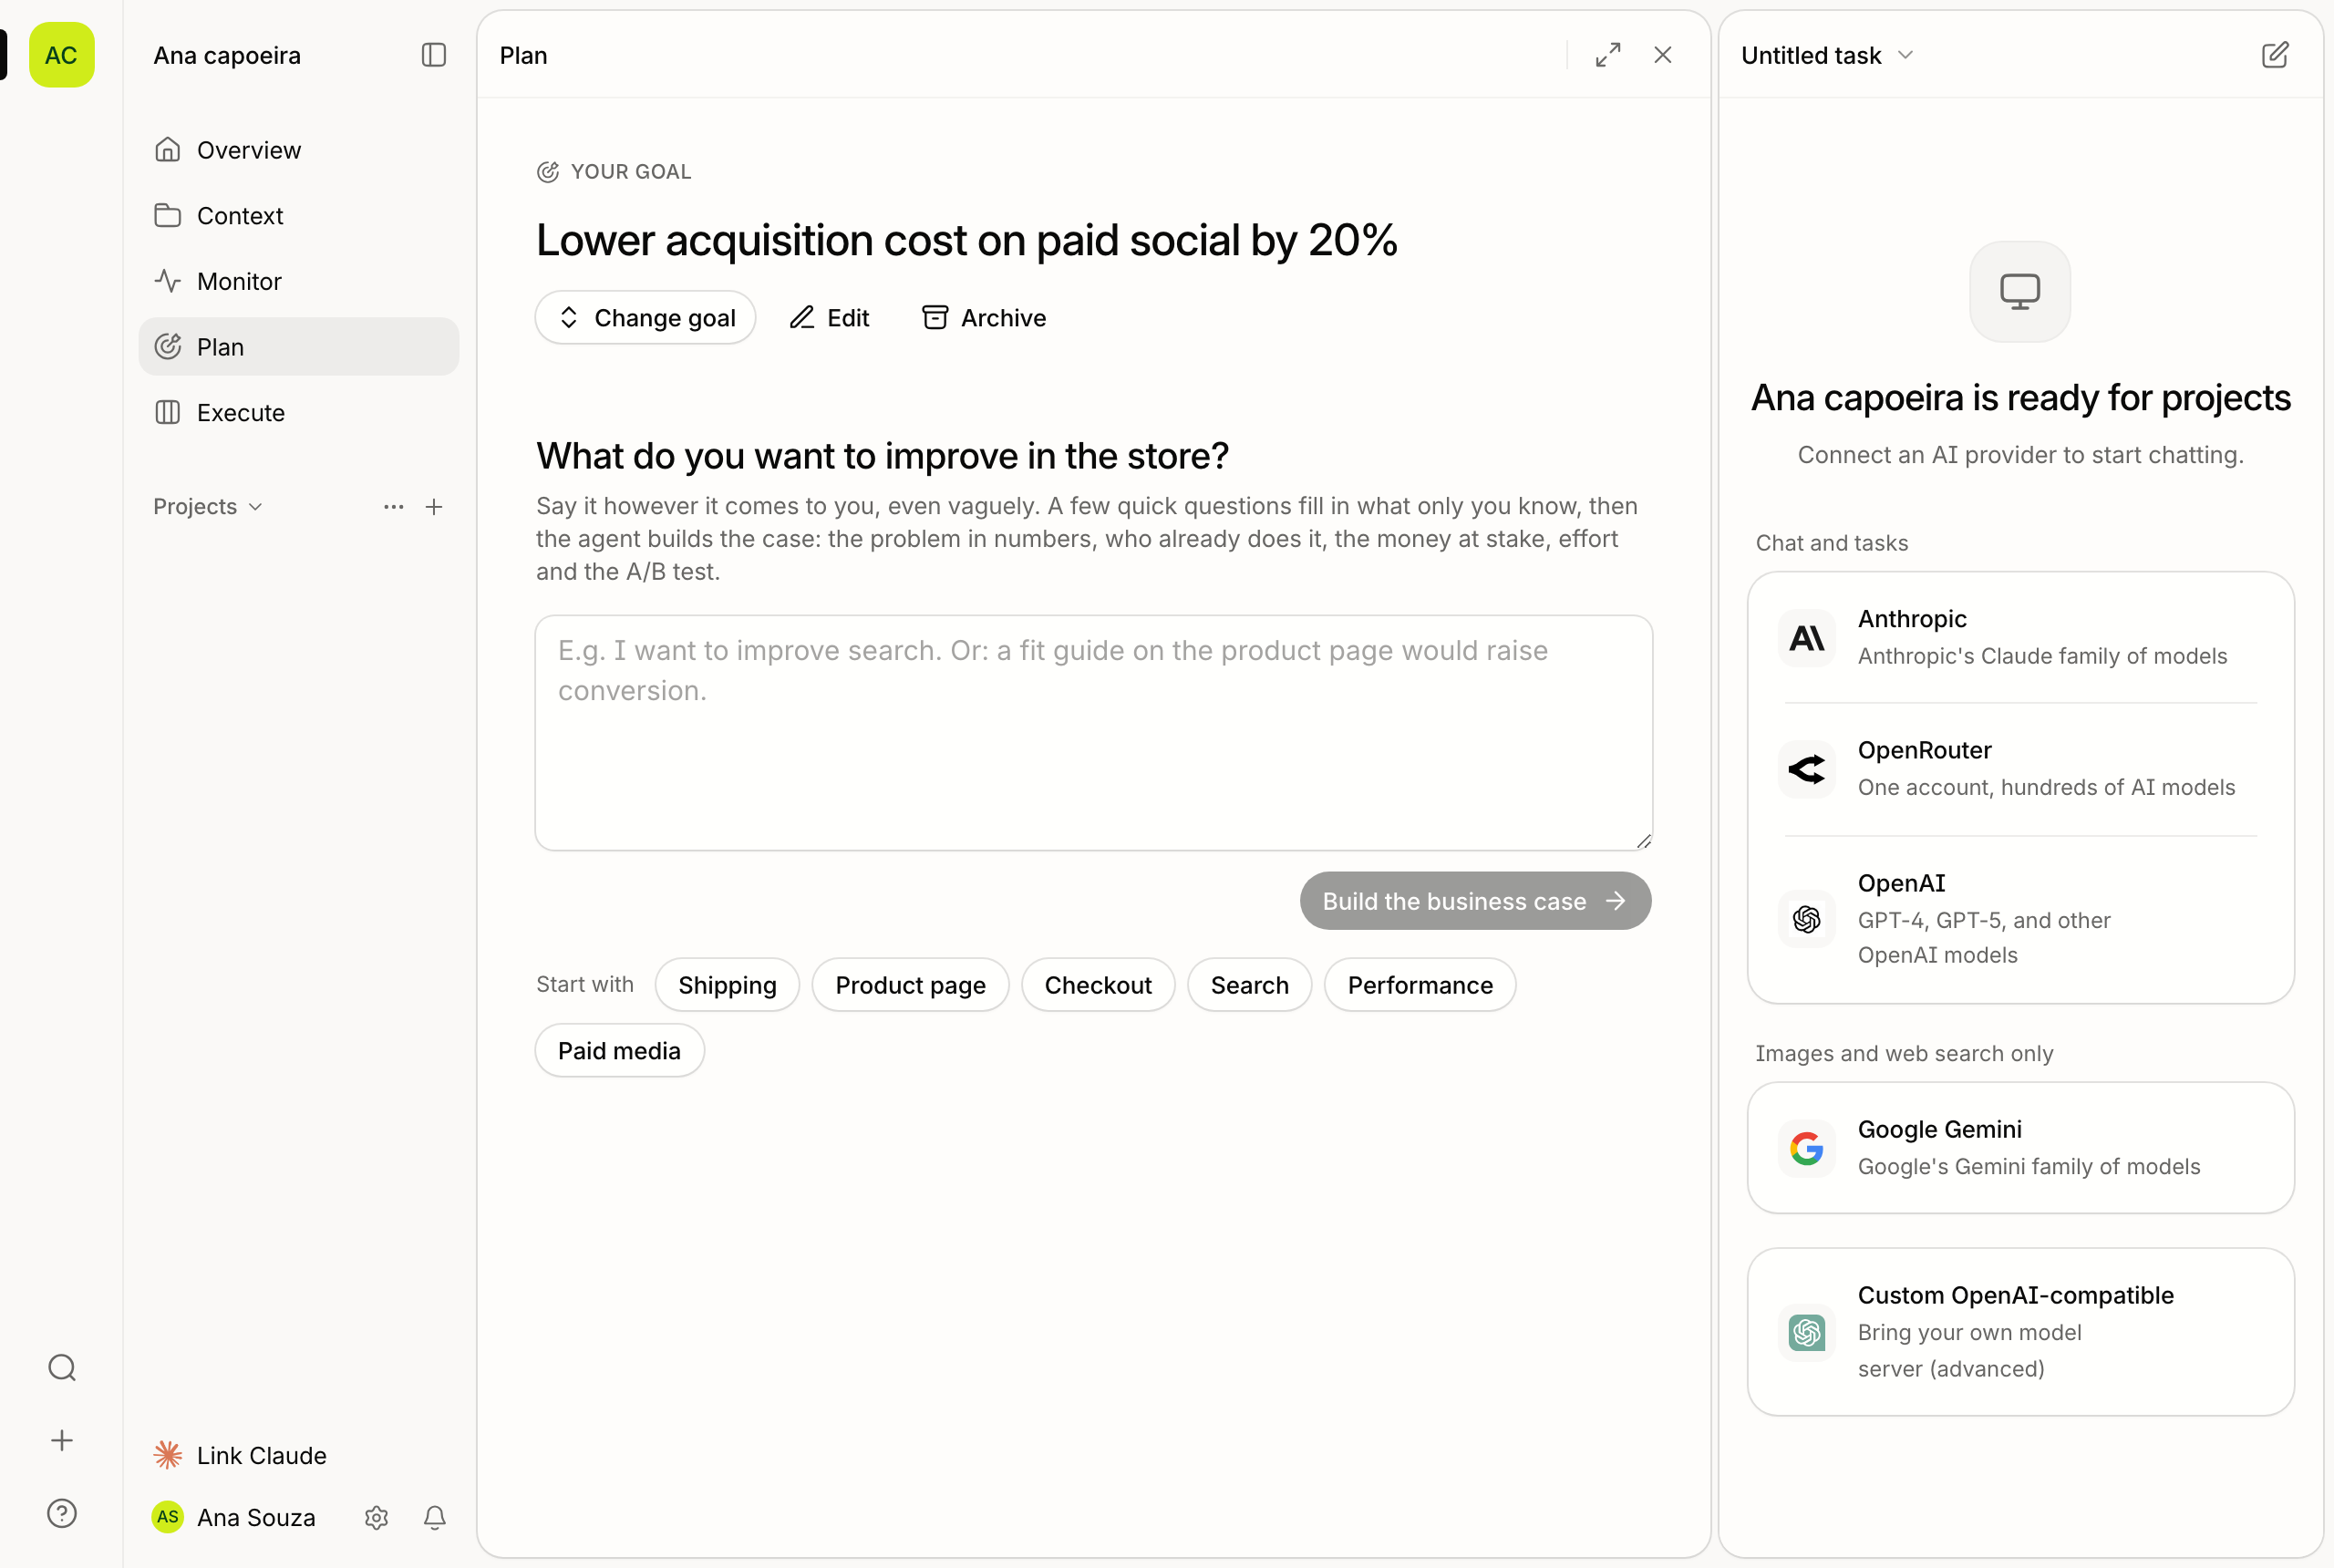 AC
Ana capoeira
Overview
Context
Monitor
Plan
Execute
Projects
Link Claude
AS
Ana Souza
Plan
YOUR GOAL
Lower acquisition cost on paid social by 20%
Change goal
Edit
Archive
What do you want to improve in the store?
Say it however it comes to you, even vaguely. A few quick questions fill in what only you know, then
the agent builds the case: the problem in numbers, who already does it, the money at stake, effort
and the A/B test.
E.g. I want to improve search. Or: a fit guide on the product page would raise
conversion.
Build the business case
Start with
Shipping
Product page
Checkout
Search
Performance
Paid media
Untitled task
Ana capoeira is ready for projects
Connect an AI provider to start chatting.
Chat and tasks
Anthropic
Anthropic's Claude family of models
OpenRouter
One account, hundreds of AI models
OpenAI
GPT-4, GPT-5, and other
OpenAI models
Images and web search only
Google Gemini
Google's Gemini family of models
Custom OpenAI-compatible
Bring your own model
server (advanced)